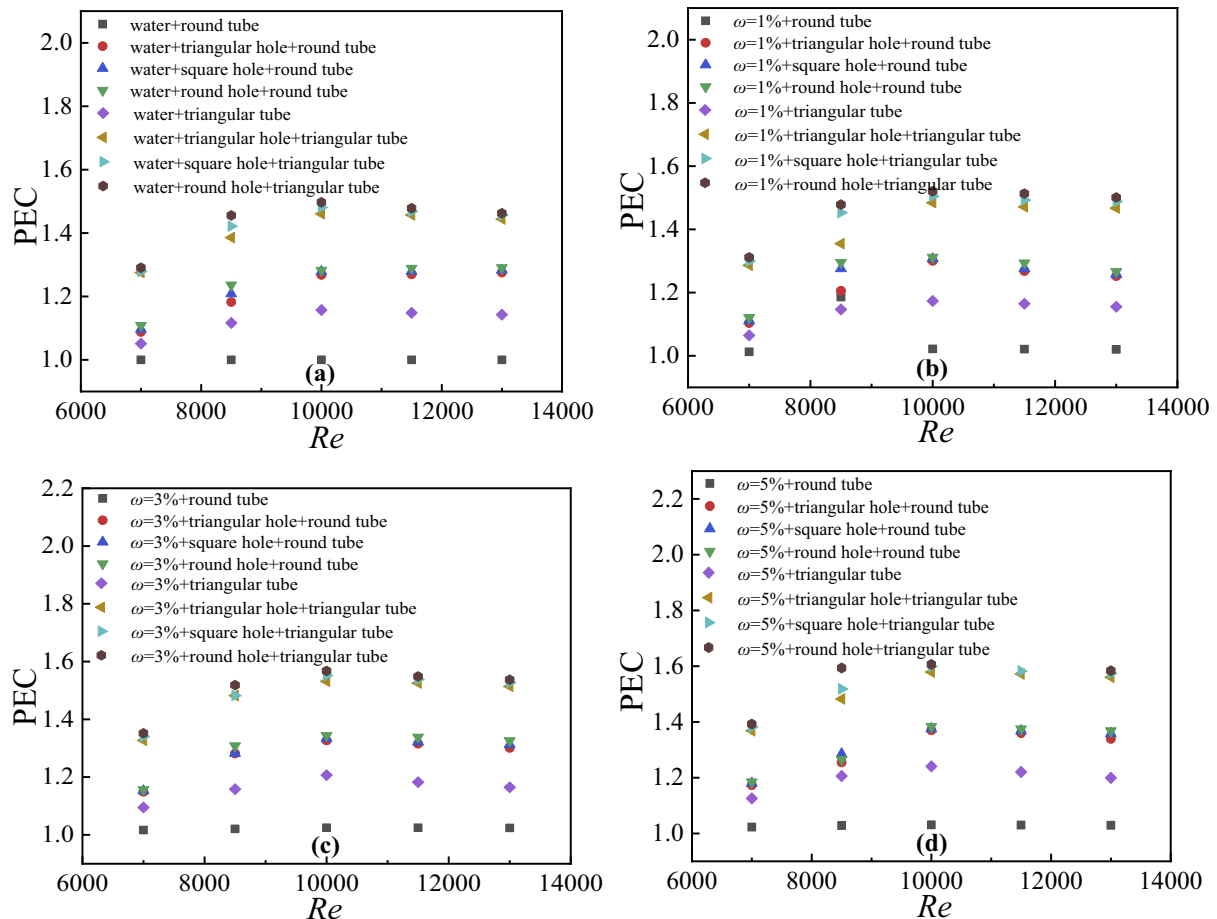 2.0
1.8
1.6
1.4
1.2
1.0
PEC
water+round tube
water+triangular hole+round tube
water+square hole+round tube
water+round hole+round tube
water+triangular tube
water+triangular hole+triangular tube
water+square hole+triangular tube
water+round hole+triangular tube
(a)
6000 8000 10000 12000 14000
Re
2.0
1.8
1.6
1.4
1.2
1.0
PEC
ω=1%+round tube
ω=1%+triangular hole+round tube
ω=1%+square hole+round tube
ω=1%+round hole+round tube
ω=1%+triangular tube
ω=1%+triangular hole+triangular tube
ω=1%+square hole+triangular tube
ω=1%+round hole+triangular tube
(b)
6000 8000 10000 12000 14000
Re
2.2
2.0
1.8
1.6
1.4
1.2
1.0
PEC
ω=3%+round tube
ω=3%+triangular hole+round tube
ω=3%+square hole+round tube
ω=3%+round hole+round tube
ω=3%+triangular tube
ω=3%+triangular hole+triangular tube
ω=3%+square hole+triangular tube
ω=3%+round hole+triangular tube
(c)
6000 8000 10000 12000 14000
Re
2.2
2.0
1.8
1.6
1.4
1.2
1.0
PEC
ω=5%+round tube
ω=5%+triangular hole+round tube
ω=5%+square hole+round tube
ω=5%+round hole+round tube
ω=5%+triangular tube
ω=5%+triangular hole+triangular tube
ω=5%+square hole+triangular tube
ω=5%+round hole+triangular tube
(d)
6000 8000 10000 12000 14000
Re